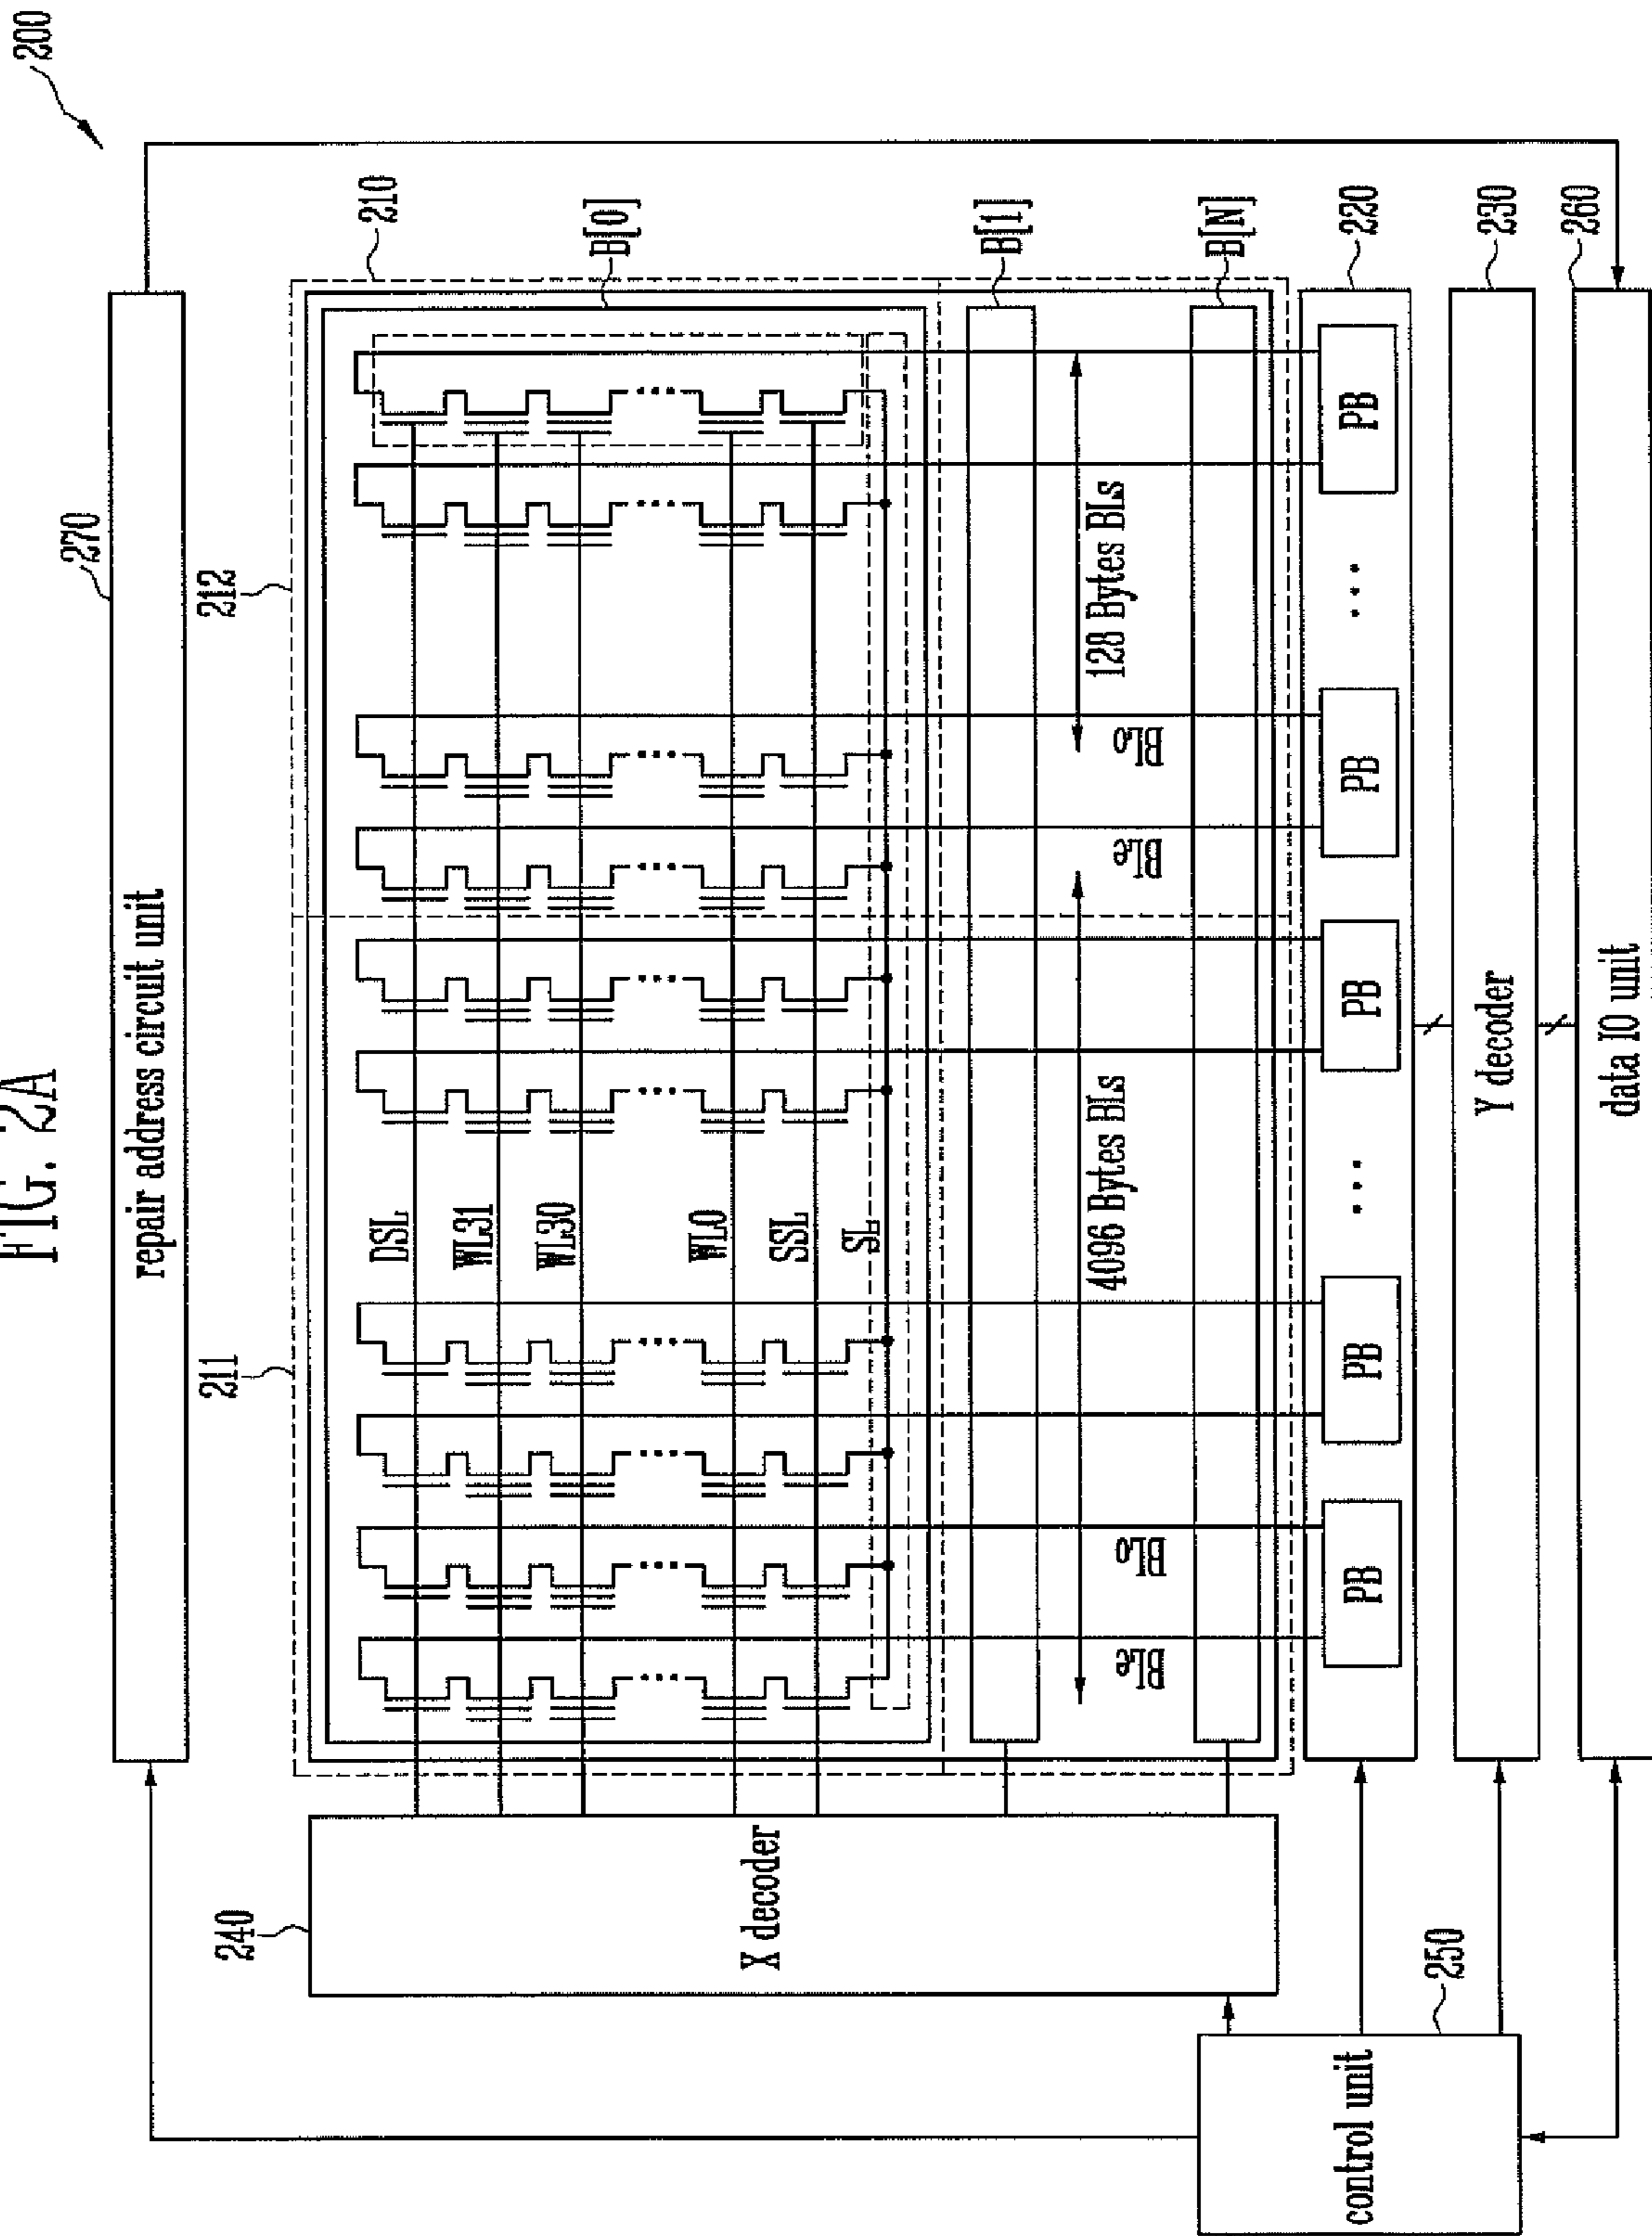 FIG. 2A
200
270
repair address circuit unit
211
212
210
B[0]
DSL
WL31
WL30
WL0
SSL
SL
B[1]
4096 Bytes BLs
128 Bytes BLs
BLe
BLo
BLe
BLo
B[N]
240
X decoder
220
PB
PB
...
PB
PB
...
PB
250
control unit
230
Y decoder
260
data IO unit